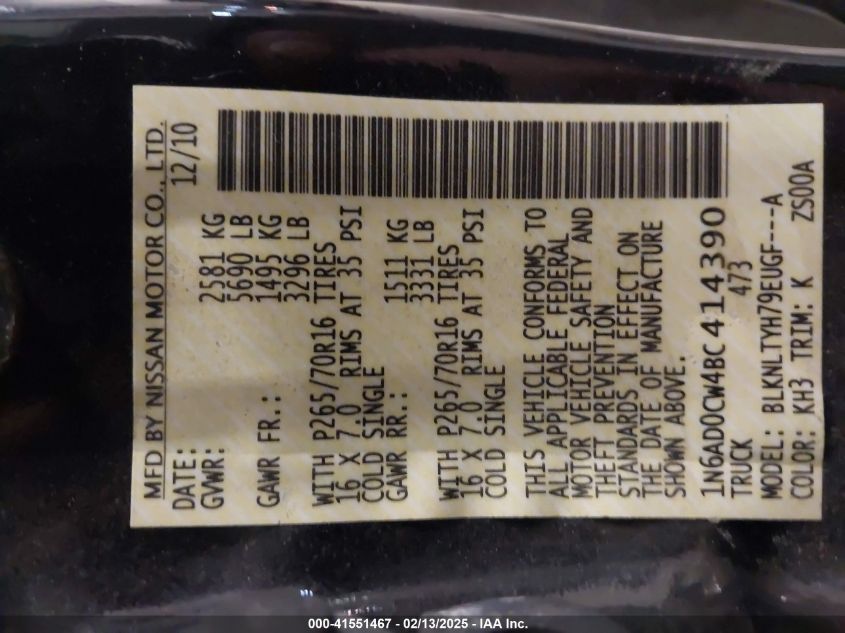 MFD BY NISSAN MOTOR CO., LTD.
DATE: 12/10
GVWR: 2581 KG
5690 LB
GAWR FR.: 1495 KG
3296 LB
WITH P265/70R16 TIRES
16 X 7.0 RIMS AT 35 PSI
COLD SINGLE
GAWR RR.: 1511 KG
3331 LB
WITH P265/70R16 TIRES
16 X 7.0 RIMS AT 35 PSI
COLD SINGLE
THIS VEHICLE CONFORMS TO
ALL APPLICABLE FEDERAL
MOTOR VEHICLE SAFETY AND
THEFT PREVENTION
STANDARDS IN EFFECT ON
THE DATE OF MANUFACTURE
SHOWN ABOVE.
1N6AD0CW4BC414390
TRUCK 473
MODEL: BLKNLTYH79EUGF---A
COLOR: KH3 TRIM: K ZS00A
000-41551467 - 02/13/2025 - IAA Inc.